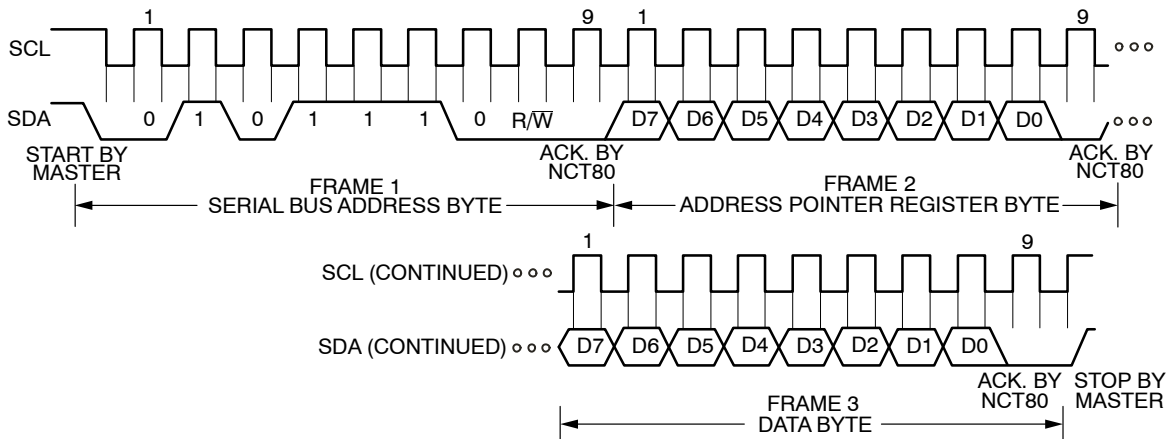 1 9 1 9
SCL
SDA 0 1 0 1 1 1 0 R/W̅ D7 D6 D5 D4 D3 D2 D1 D0
START BY MASTER
ACK. BY NCT80
ACK. BY NCT80
FRAME 1
SERIAL BUS ADDRESS BYTE
FRAME 2
ADDRESS POINTER REGISTER BYTE
1 9
SCL (CONTINUED)
SDA (CONTINUED) D7 D6 D5 D4 D3 D2 D1 D0
ACK. BY NCT80
STOP BY MASTER
FRAME 3
DATA BYTE